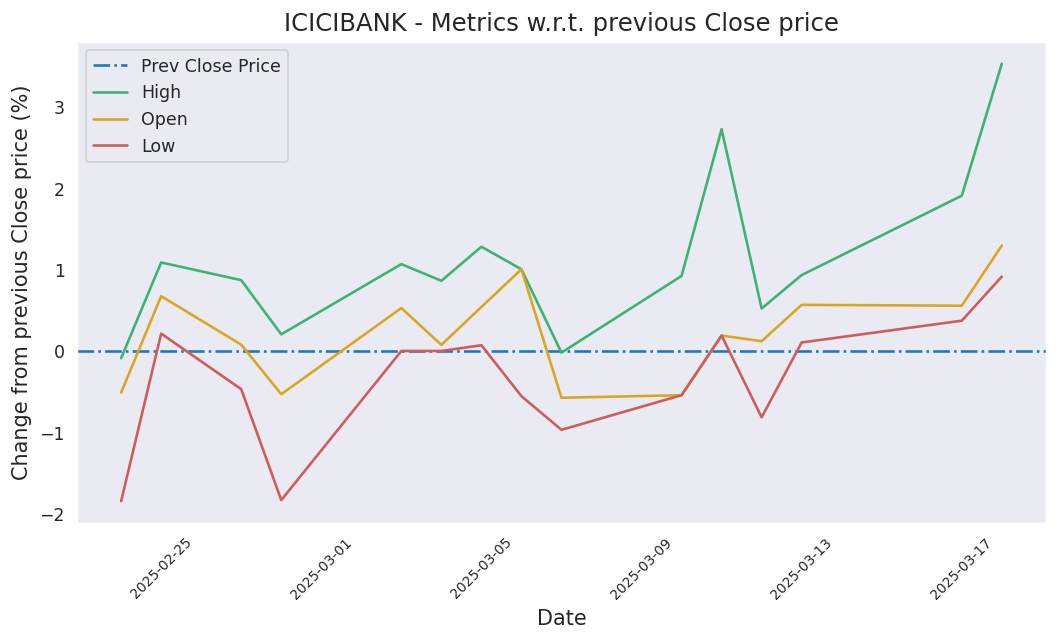 ICICIBANK - Metrics w.r.t. previous Close price
Prev Close Price
High
Open
Low
Change from previous Close price (%)
3
2
1
0
−1
−2
2025-02-25
2025-03-01
2025-03-05
2025-03-09
2025-03-13
2025-03-17
Date